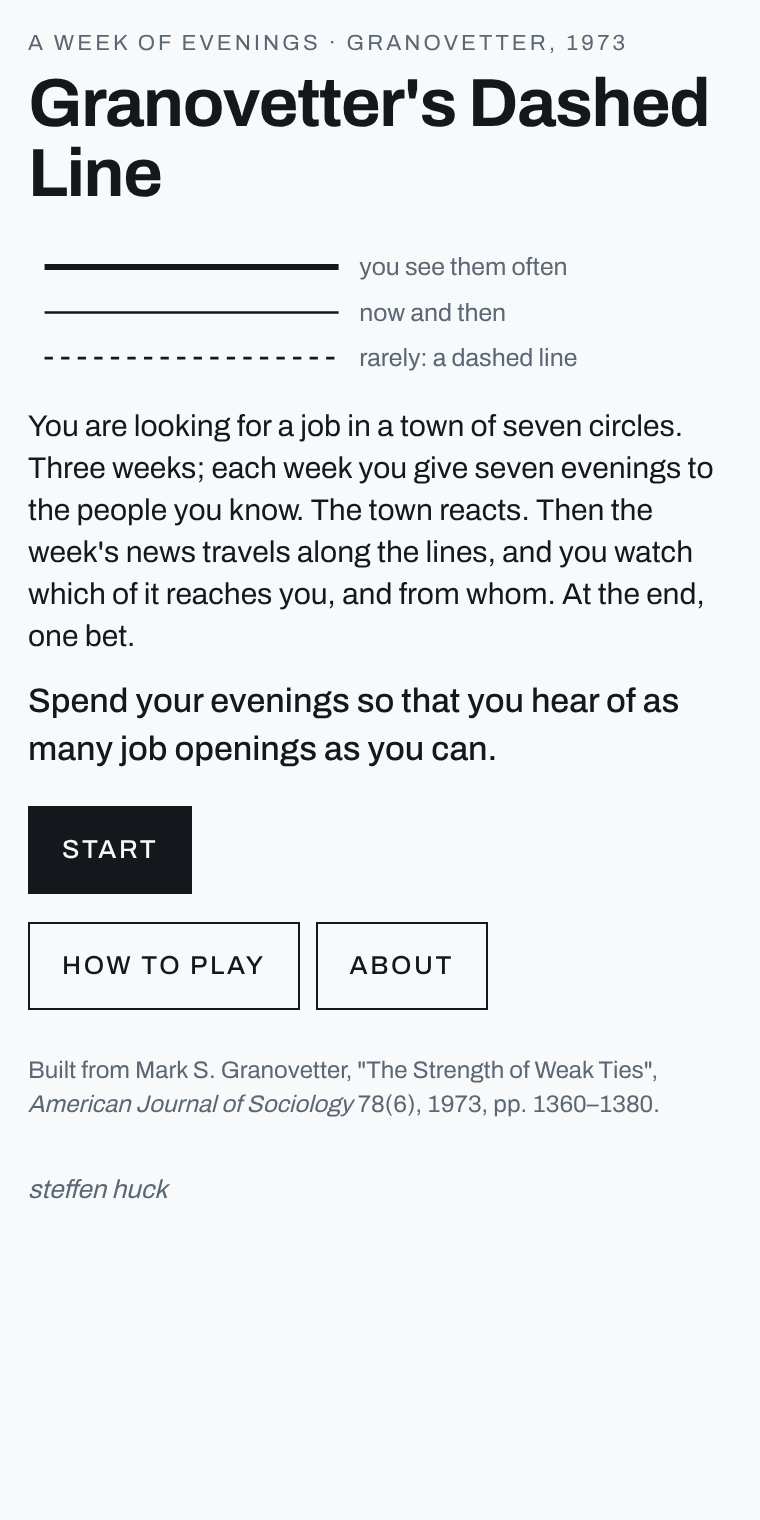 A WEEK OF EVENINGS · GRANOVETTER, 1973
Granovetter's Dashed
Line
you see them often
now and then
rarely: a dashed line
You are looking for a job in a town of seven circles.
Three weeks; each week you give seven evenings to
the people you know. The town reacts. Then the
week's news travels along the lines, and you watch
which of it reaches you, and from whom. At the end,
one bet.
Spend your evenings so that you hear of as
many job openings as you can.
START
HOW TO PLAY
ABOUT
Built from Mark S. Granovetter, "The Strength of Weak Ties",
American Journal of Sociology 78(6), 1973, pp. 1360–1380.
steffen huck